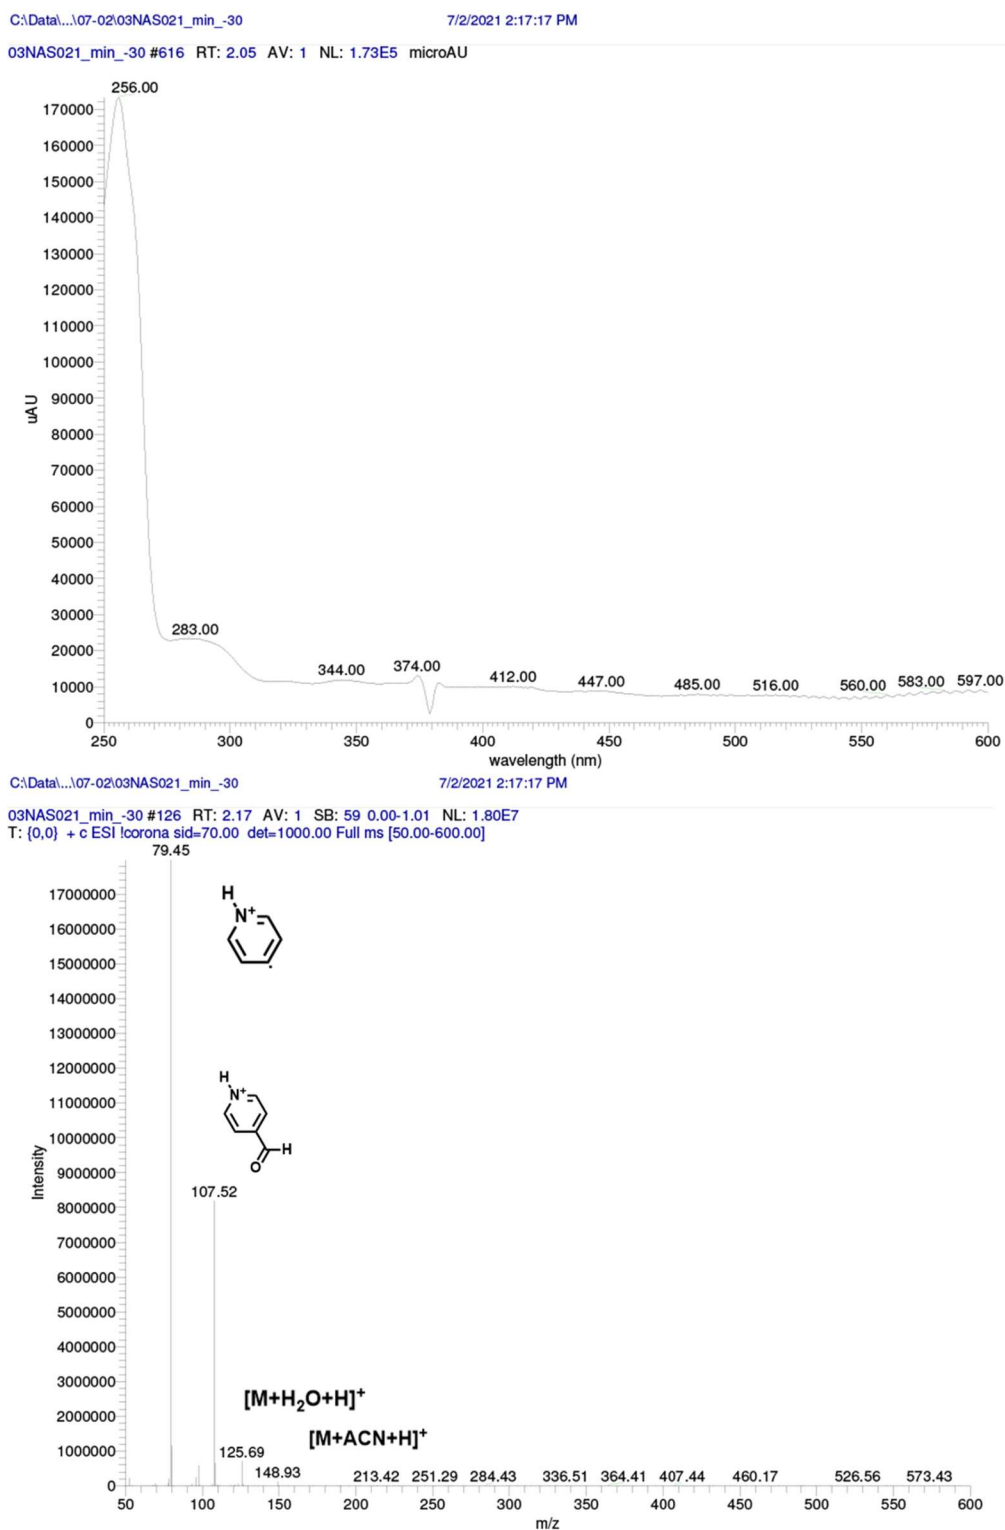 C:\Data\...\07-02\03NAS021_min_-30 7/2/2021 2:17:17 PM
03NAS021_min_-30 #616 RT: 2.05 AV: 1 NL: 1.73E5 microAU
256.00
170000
160000
150000
140000
130000
120000
110000
100000
90000
80000
70000
60000
50000
40000
30000
20000
10000
0
uAU
283.00
344.00
374.00
412.00
447.00
485.00
516.00
560.00
583.00
597.00
250 300 350 400 450 500 550 600
wavelength (nm)
C:\Data\...\07-02\03NAS021_min_-30 7/2/2021 2:17:17 PM
03NAS021_min_-30 #126 RT: 2.17 AV: 1 SB: 59 0.00-1.01 NL: 1.80E7
T: {0,0} + c ESI !corona sid=70.00 det=1000.00 Full ms [50.00-600.00]
79.45
17000000
16000000
15000000
14000000
13000000
12000000
11000000
10000000
9000000
8000000
7000000
6000000
5000000
4000000
3000000
2000000
1000000
0
Intensity
H
N+
H
N+
H
O
107.52
[M+H₂O+H]⁺
[M+ACN+H]⁺
125.69
148.93
213.42 251.29 284.43 336.51 364.41 407.44 460.17 526.56 573.43
50 100 150 200 250 300 350 400 450 500 550 600
m/z